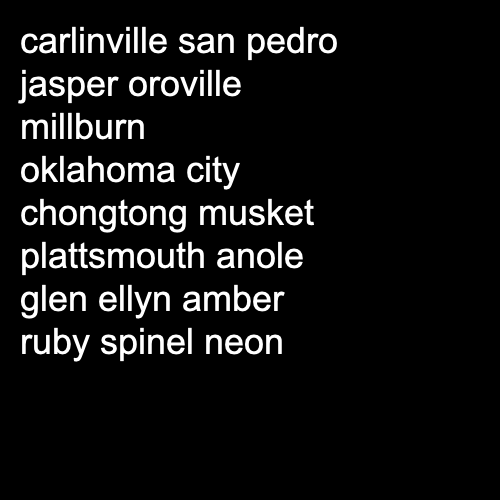 carlinville san pedro
jasper oroville
millburn
oklahoma city
chongtong musket
plattsmouth anole
glen ellyn amber
ruby spinel neon